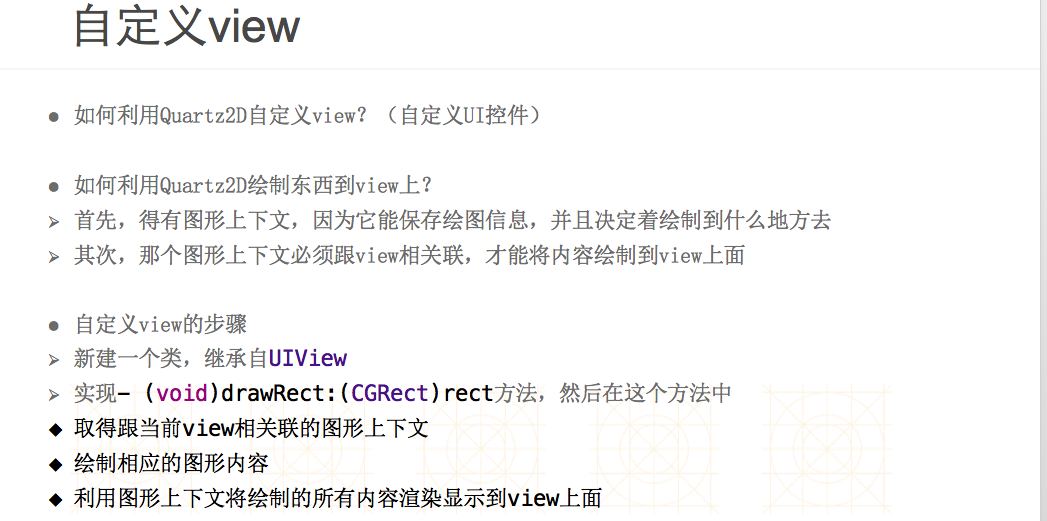 自定义view
● 如何利用Quartz2D自定义view？（自定义UI控件）
● 如何利用Quartz2D绘制东西到view上？
➢ 首先，得有图形上下文，因为它能保存绘图信息，并且决定着绘制到什么地方去
➢ 其次，那个图形上下文必须跟view相关联，才能将内容绘制到view上面
● 自定义view的步骤
➢ 新建一个类，继承自UIView
➢ 实现- (void)drawRect:(CGRect)rect方法，然后在这个方法中
◆ 取得跟当前view相关联的图形上下文
◆ 绘制相应的图形内容
◆ 利用图形上下文将绘制的所有内容渲染显示到view上面